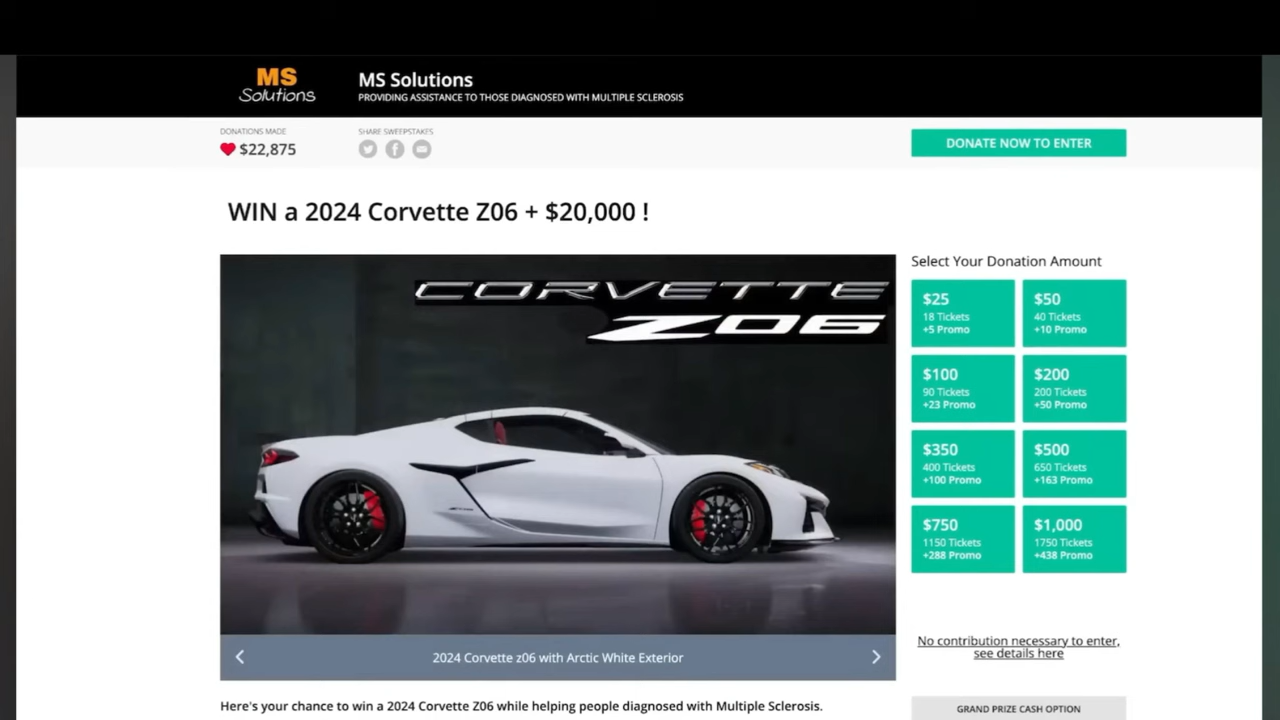 MS
Solutions
MS Solutions
PROVIDING ASSISTANCE TO THOSE DIAGNOSED WITH MULTIPLE SCLEROSIS
DONATIONS MADE
$22,875
SHARE SWEEPSTAKES
DONATE NOW TO ENTER
WIN a 2024 Corvette Z06 + $20,000 !
CORVETTE
Z06
2024 Corvette z06 with Arctic White Exterior
Here's your chance to win a 2024 Corvette Z06 while helping people diagnosed with Multiple Sclerosis.
Select Your Donation Amount
$25
18 Tickets
+5 Promo
$50
40 Tickets
+10 Promo
$100
90 Tickets
+23 Promo
$200
200 Tickets
+50 Promo
$350
400 Tickets
+100 Promo
$500
650 Tickets
+163 Promo
$750
1150 Tickets
+288 Promo
$1,000
1750 Tickets
+438 Promo
No contribution necessary to enter,
see details here
GRAND PRIZE CASH OPTION